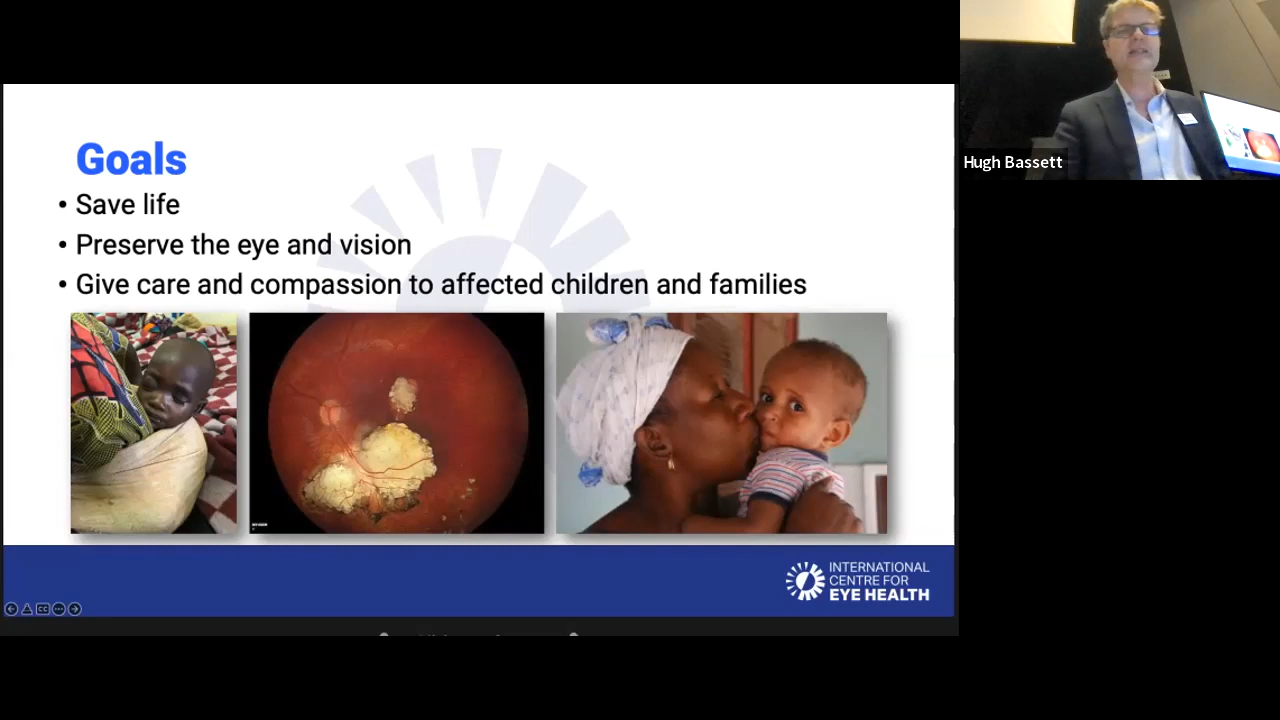 Goals
• Save life
• Preserve the eye and vision
• Give care and compassion to affected children and families
INTERNATIONAL
CENTRE FOR
EYE HEALTH
Hugh Bassett
CC